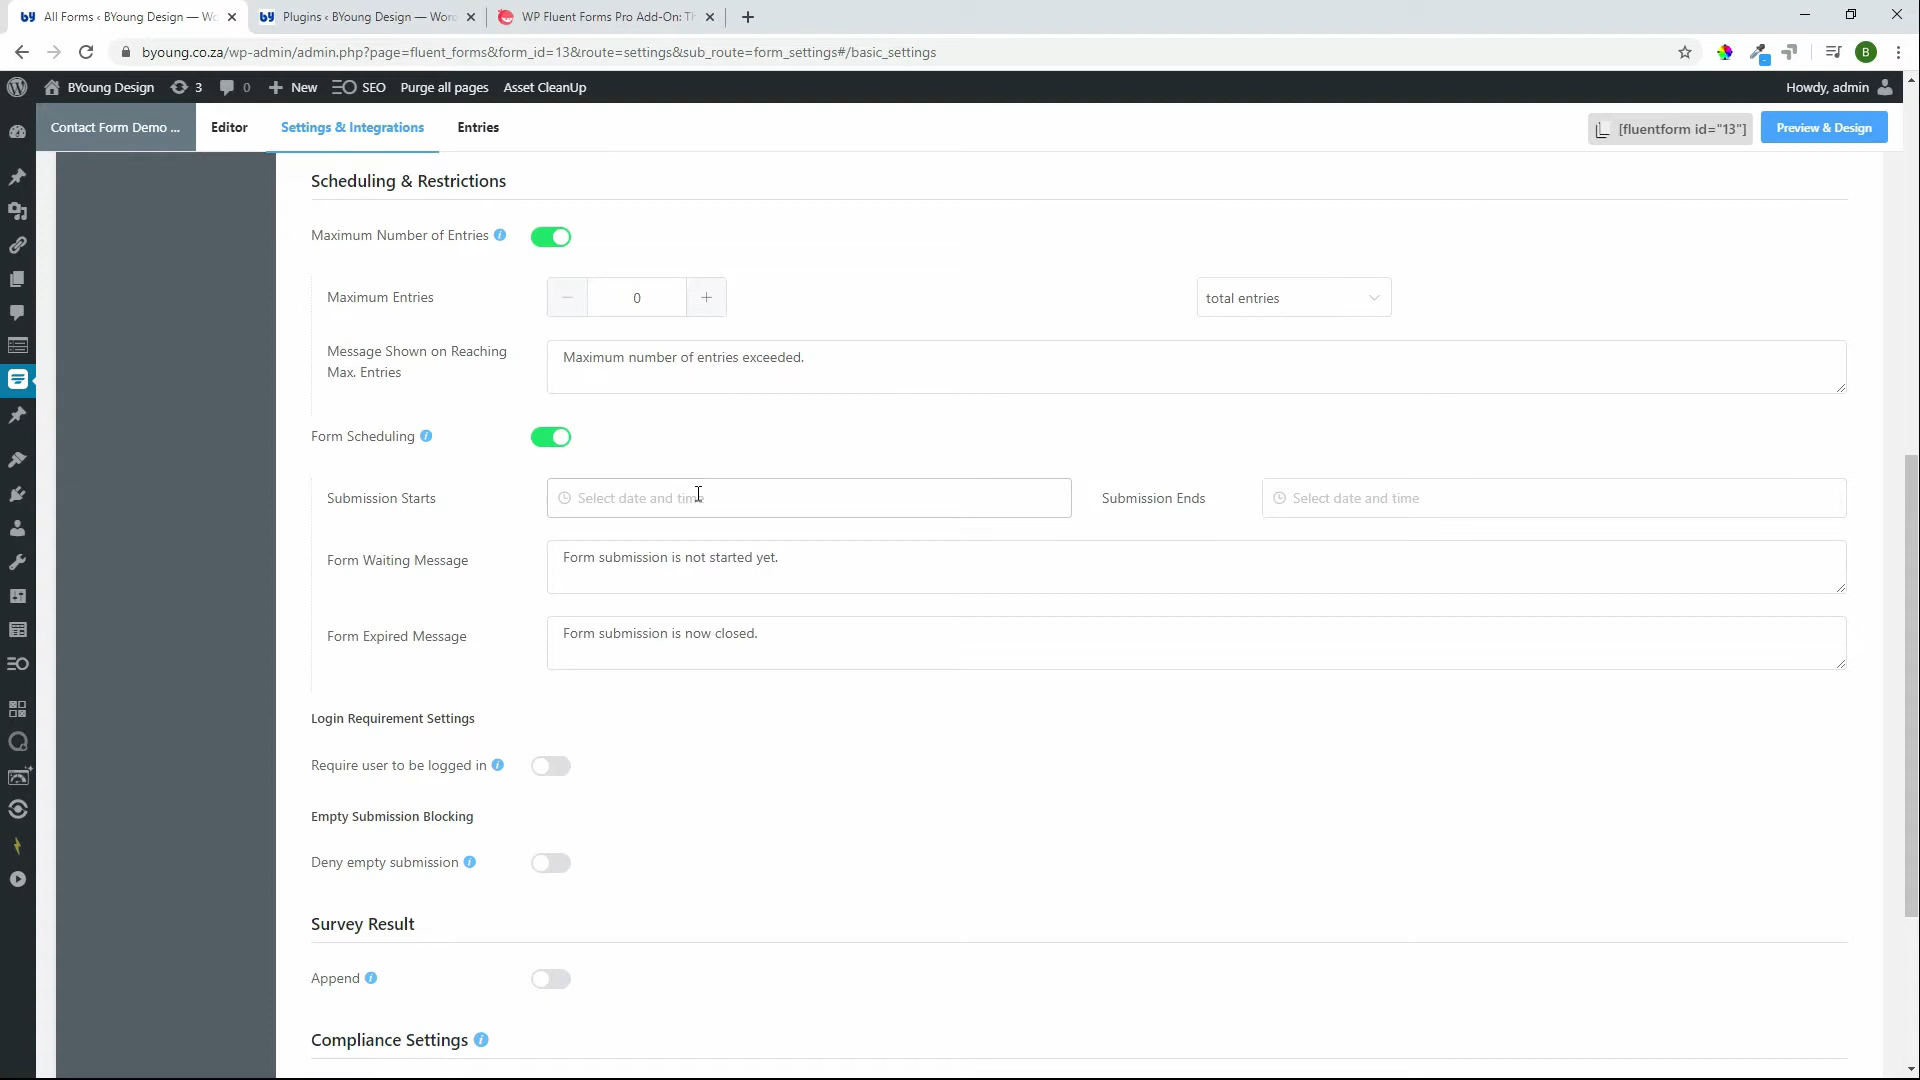 All Forms ‹ BYoung Design — Wo
Plugins ‹ BYoung Design — Word
WP Fluent Forms Pro Add-On: Th
byoung.co.za/wp-admin/admin.php?page=fluent_forms&form_id=13&route=settings&sub_route=form_settings#/basic_settings
B
BYoung Design
3
0
New
SEO
Purge all pages
Asset CleanUp
Howdy, admin
Contact Form Demo ...
Editor
Settings & Integrations
Entries
[fluentform id="13"]
Preview & Design
Scheduling & Restrictions
Maximum Number of Entries
Maximum Entries
0
total entries
Message Shown on Reaching
Max. Entries
Maximum number of entries exceeded.
Form Scheduling
Submission Starts
Select date and time
Submission Ends
Select date and time
Form Waiting Message
Form submission is not started yet.
Form Expired Message
Form submission is now closed.
Login Requirement Settings
Require user to be logged in
Empty Submission Blocking
Deny empty submission
Survey Result
Append
Compliance Settings